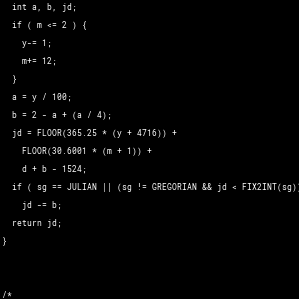 int a, b, jd;
if ( m <= 2 ) {
y-= 1;
m+= 12;
}
a = y / 100;
b = 2 - a + (a / 4);
jd = FLOOR(365.25 * (y + 4716)) +
FLOOR(30.6001 * (m + 1)) +
d + b - 1524;
if ( sg == JULIAN || (sg != GREGORIAN && jd < FIX2INT(sg)
jd -= b;
return jd;
}
/*